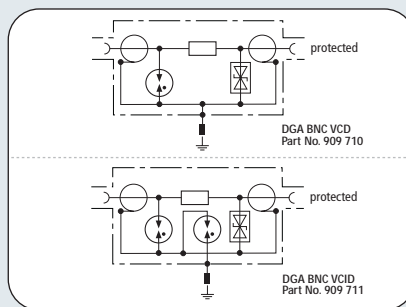 protected
DGA BNC VCD
Part No. 909 710
protected
DGA BNC VCID
Part No. 909 711